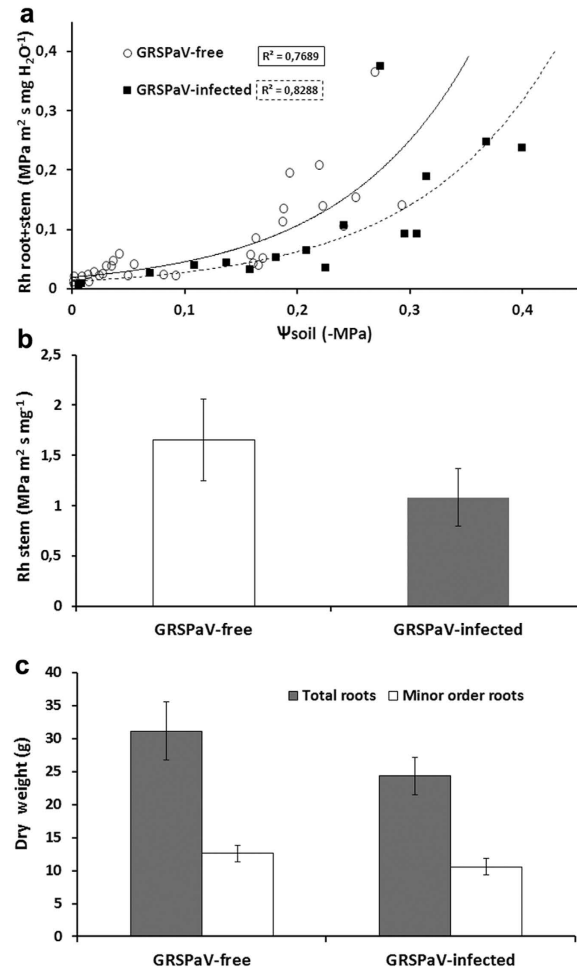 a
0,4
GRSPaV-free
R² = 0,7689
GRSPaV-infected
R² = 0,8288
0,3
0,2
0,1
0
Rh root+stem (MPa m² s mg H₂O⁻¹)
0
0,1
0,2
0,3
0,4
Ψsoil (-MPa)
b
2,5
2
1,5
1
0,5
0
Rh stem (MPa m² s mg⁻¹)
GRSPaV-free
GRSPaV-infected
c
40
35
30
25
20
15
10
5
0
Dry weight (g)
Total roots
Minor order roots
GRSPaV-free
GRSPaV-infected